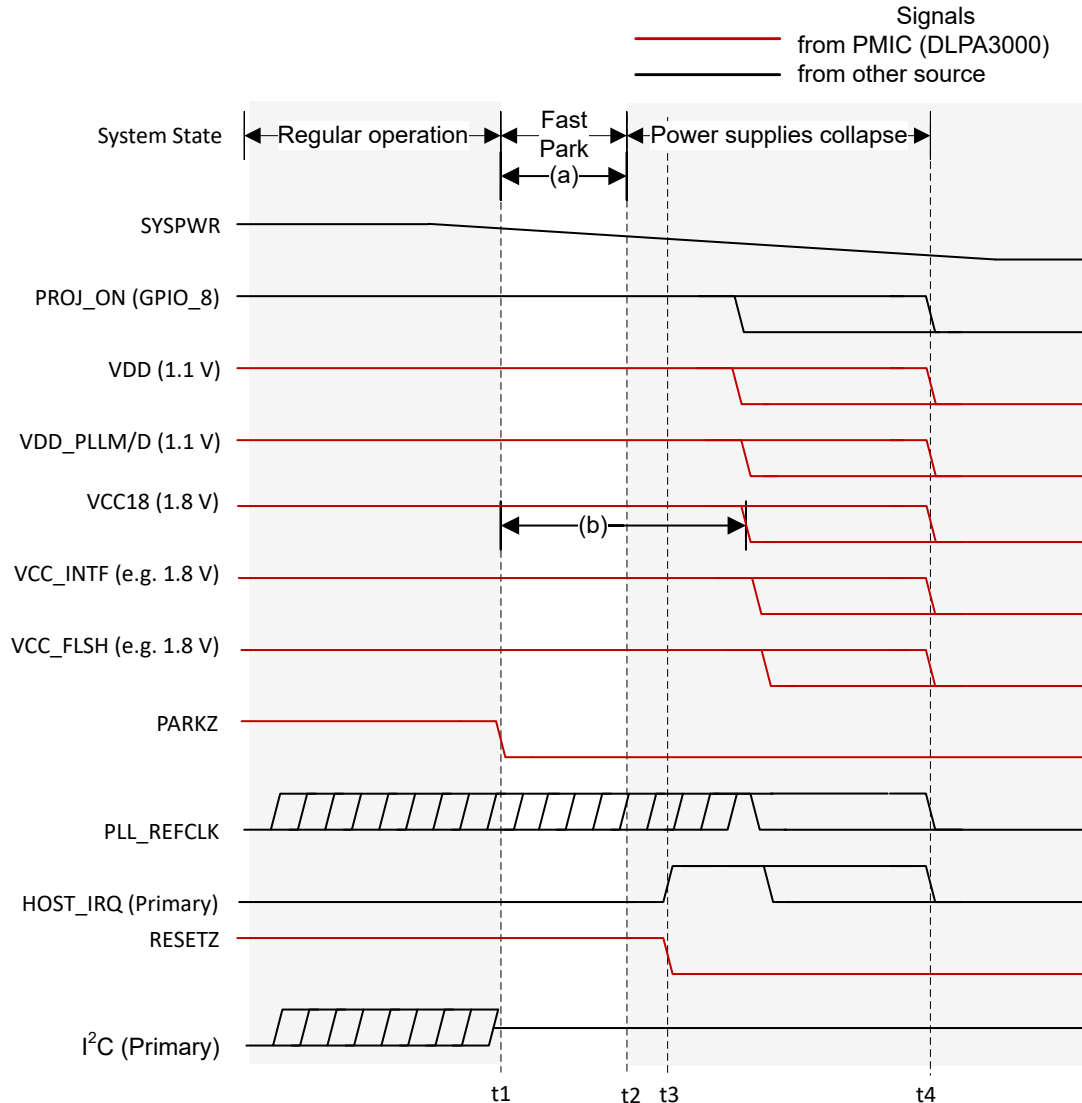 Signals
from PMIC (DLPA3000)
from other source
System State
Regular operation
Fast
Park
(a)
Power supplies collapse
SYSPWR
PROJ_ON (GPIO_8)
VDD (1.1 V)
VDD_PLLM/D (1.1 V)
VCC18 (1.8 V)
(b)
VCC_INTF (e.g. 1.8 V)
VCC_FLSH (e.g. 1.8 V)
PARKZ
PLL_REFCLK
HOST_IRQ (Primary)
RESETZ
I²C (Primary)
t1 t2 t3 t4